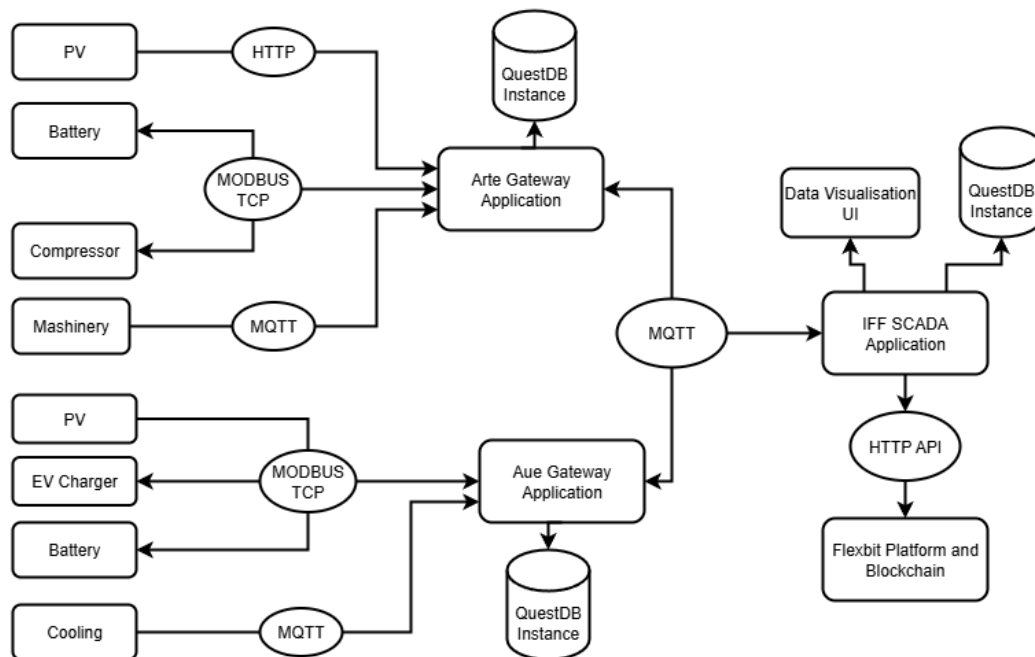 PV
HTTP
QuestDB
Instance
Battery
MODBUS
TCP
Arte Gateway
Application
Compressor
Mashinery
MQTT
Data Visualisation
UI
QuestDB
Instance
MQTT
IFF SCADA
Application
PV
EV Charger
MODBUS
TCP
Aue Gateway
Application
HTTP API
Battery
Cooling
MQTT
QuestDB
Instance
Flexbit Platform and
Blockchain